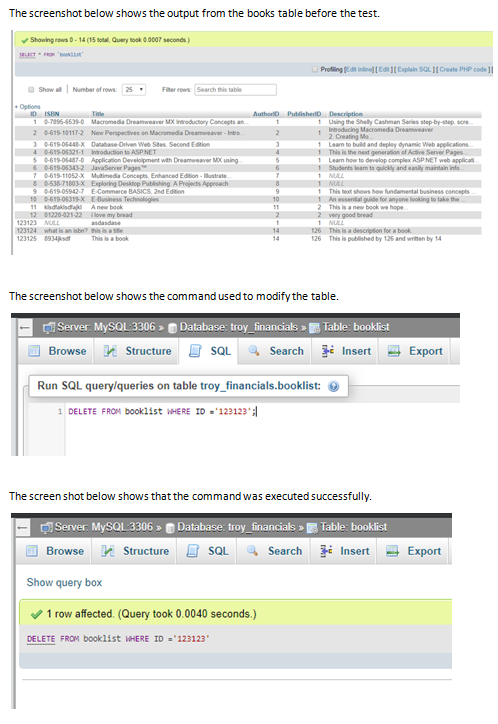 The screenshot below shows the output from the books table before the test.
Showing rows 0 - 14 (15 total, Query took 0.0007 seconds.)
SELECT * FROM `booklist`
Profiling [Edit inline] [ Edit ] [ Explain SQL ] [ Create PHP code ]
Show all Number of rows: 25 Filter rows: Search this table
+ Options
ID ISBN Title AuthorID PublisherID Description
1 0-7895-6539-0 Macromedia Dreamweaver MX Introductory Concepts an... 1 1 Using the Shelly Cashman Series step-by-step, scre...
2 0-619-10117-2 New Perspectives on Macromedia Dreamweaver - Intro... 2 1 Introducing Macromedia Dreamweaver
2 Creating Mo...
3 0-619-06448-X Database-Driven Web Sites, Second Edition 3 1 Learn to build and deploy dynamic Web applications...
4 0-619-06321-1 Introduction to ASP.NET 4 1 This is the next generation of Active Server Pages...
5 0-619-06487-0 Application Development with Dreamweaver MX using... 5 1 Learn how to develop complex ASP.NET web applicati...
6 0-619-06343-2 JavaServer Pages™ 6 1 Students learn to quickly and easily maintain info...
7 0-619-11052-X Multimedia Concepts, Enhanced Edition - Illustrate... 7 1 NULL
8 0-538-71803-X Exploring Desktop Publishing: A Projects Approach 8 1 NULL
9 0-619-05942-7 E-Commerce BASICS, 2nd Edition 9 1 This text shows how fundamental business concepts...
10 0-619-06319-X E-Business Technologies 10 1 An essential guide for anyone looking to take the...
11 A new book 11 2 This is a new book we hope...
12 01220-021-22 i love my bread 2 2 very good bread
123123 NULL asdasdase 1 1 NULL
123124 what is an isbn? this is a title 14 126 This is a description for a book
123125 8934jksdf This is a book 14 126 This is published by 126 and written by 14
The screenshot below shows the command used to modify the table.
Server: MySQL:3306 » Database: troy_financials » Table: booklist
Browse Structure SQL Search Insert Export
Run SQL query/queries on table troy_financials.booklist:
1 DELETE FROM booklist WHERE ID ='123123';
The screen shot below shows that the command was executed successfully.
Server: MySQL:3306 » Database: troy_financials » Table: booklist
Browse Structure SQL Search Insert Export
Show query box
1 row affected. (Query took 0.0040 seconds.)
DELETE FROM booklist WHERE ID ='123123'